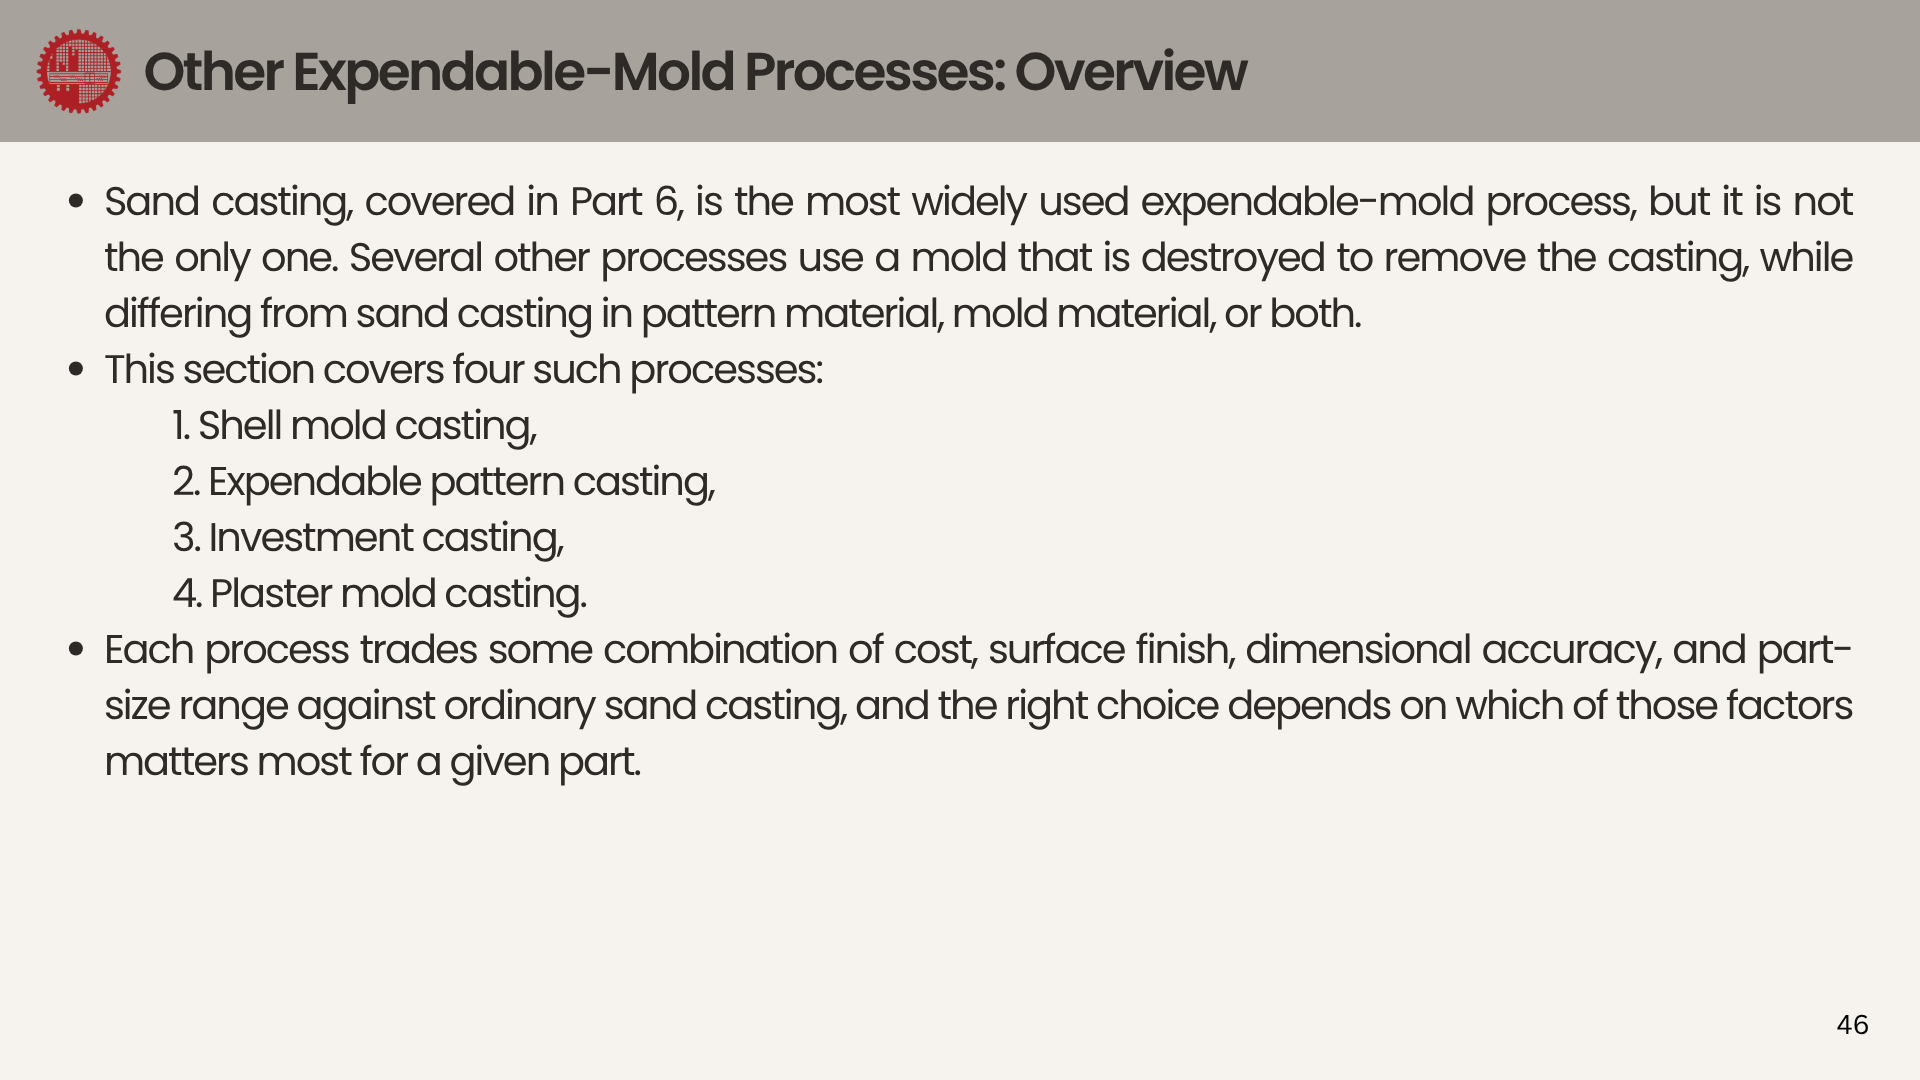 Other Expendable-Mold Processes: Overview
• Sand casting, covered in Part 6, is the most widely used expendable-mold process, but it is not
the only one. Several other processes use a mold that is destroyed to remove the casting, while
differing from sand casting in pattern material, mold material, or both.
• This section covers four such processes:
1. Shell mold casting,
2. Expendable pattern casting,
3. Investment casting,
4. Plaster mold casting.
• Each process trades some combination of cost, surface finish, dimensional accuracy, and part-
size range against ordinary sand casting, and the right choice depends on which of those factors
matters most for a given part.
46